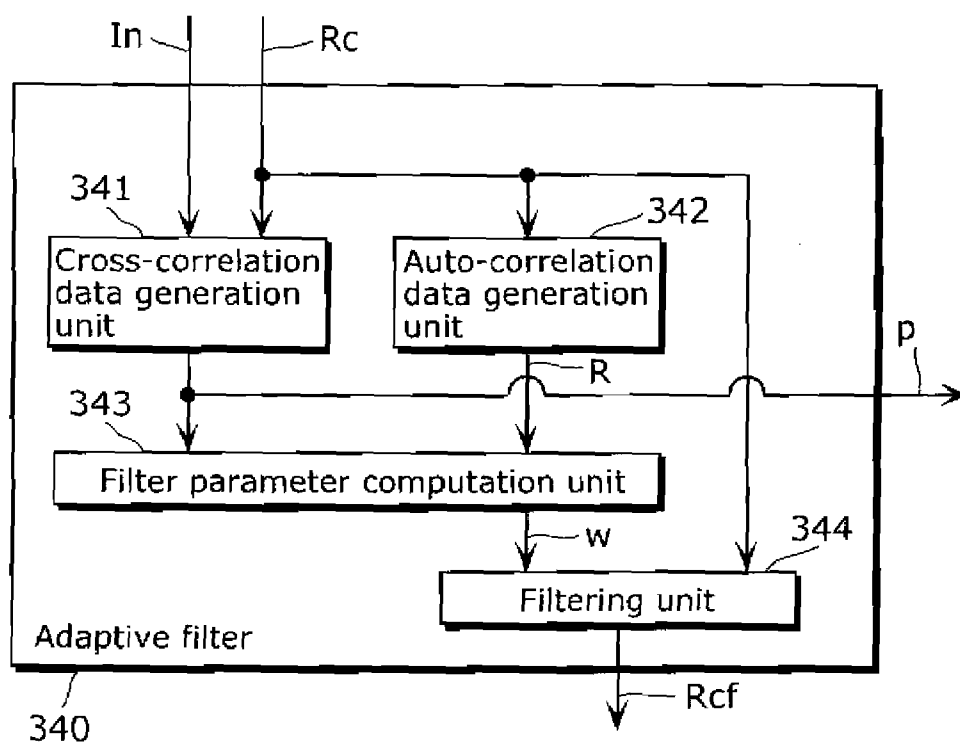 In
Rc
341
342
Cross-correlation
data generation
unit
Auto-correlation
data generation
unit
p
R
343
Filter parameter computation unit
w
344
Filtering unit
Adaptive filter
Rcf
340